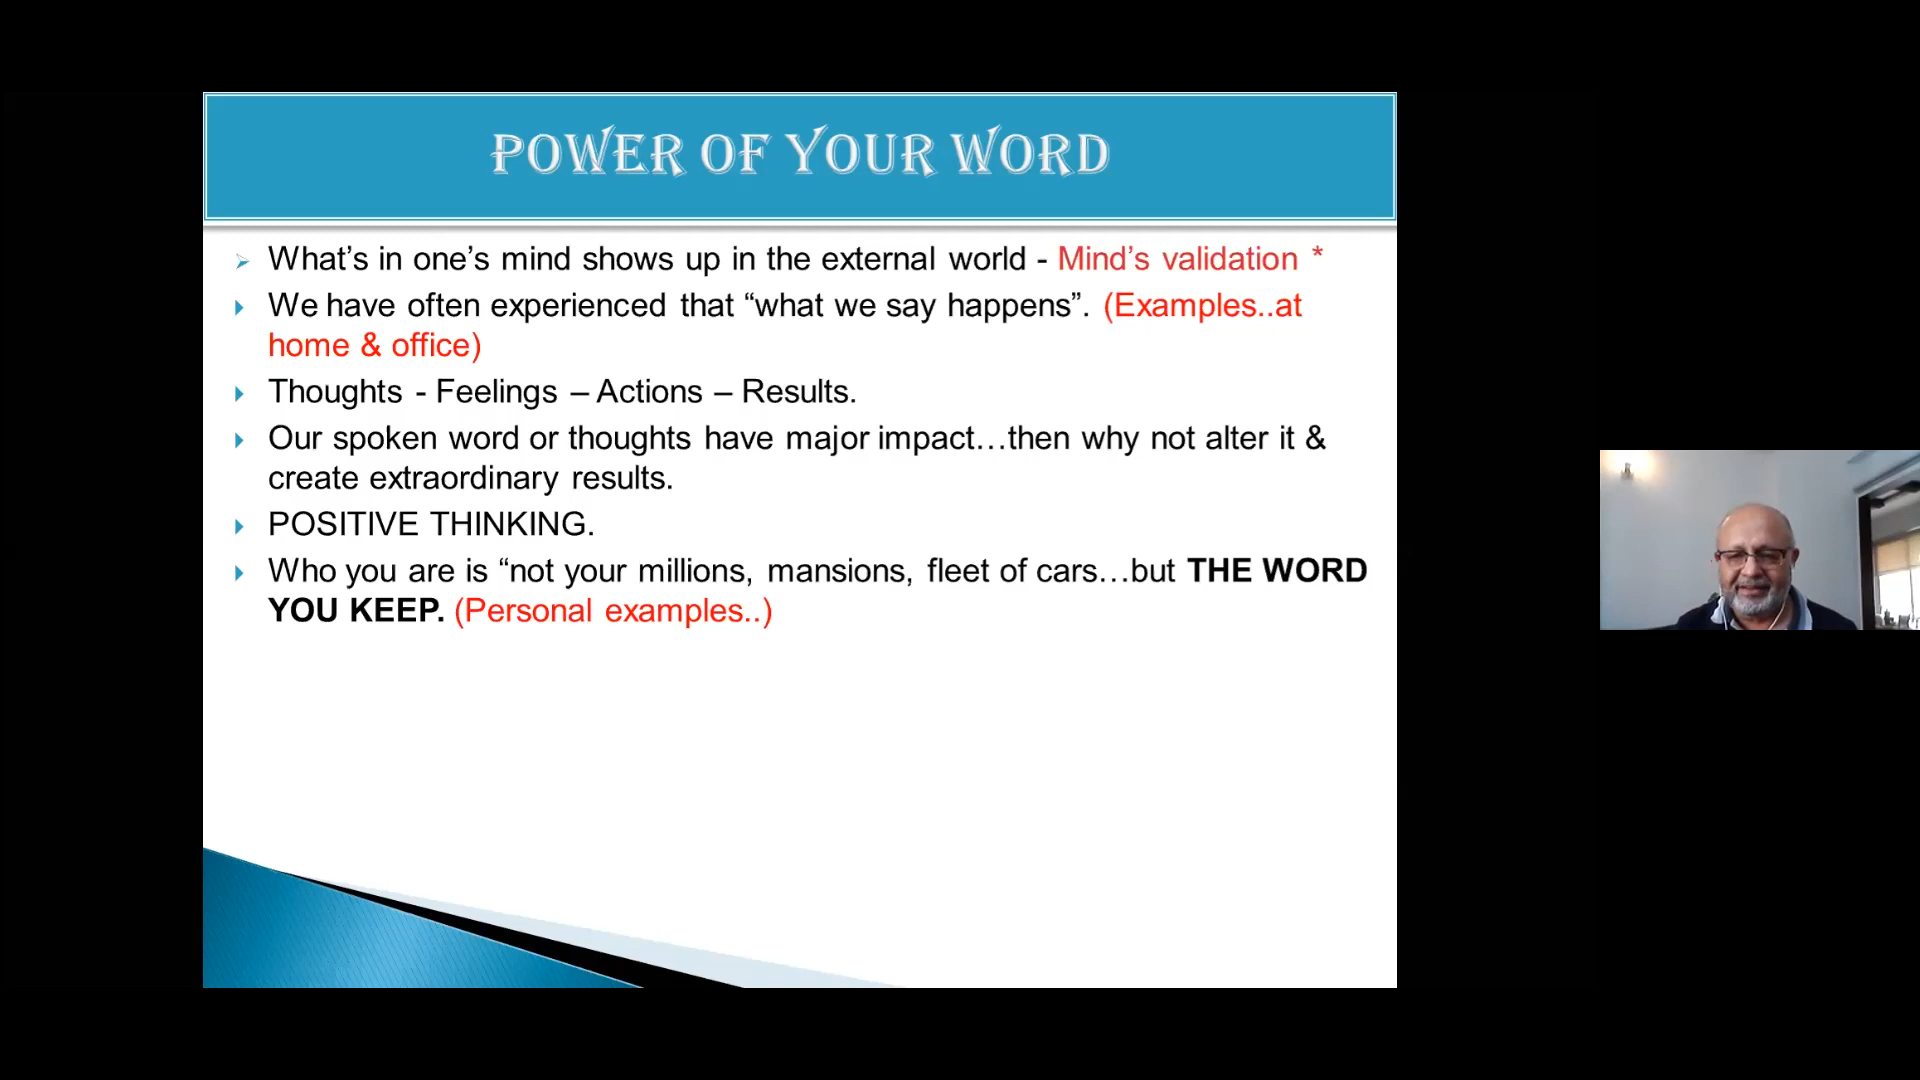 POWER OF YOUR WORD
What’s in one’s mind shows up in the external world - Mind’s validation *
We have often experienced that “what we say happens”. (Examples..at
home & office)
Thoughts - Feelings – Actions – Results.
Our spoken word or thoughts have major impact…then why not alter it &
create extraordinary results.
POSITIVE THINKING.
Who you are is “not your millions, mansions, fleet of cars…but THE WORD
YOU KEEP. (Personal examples..)